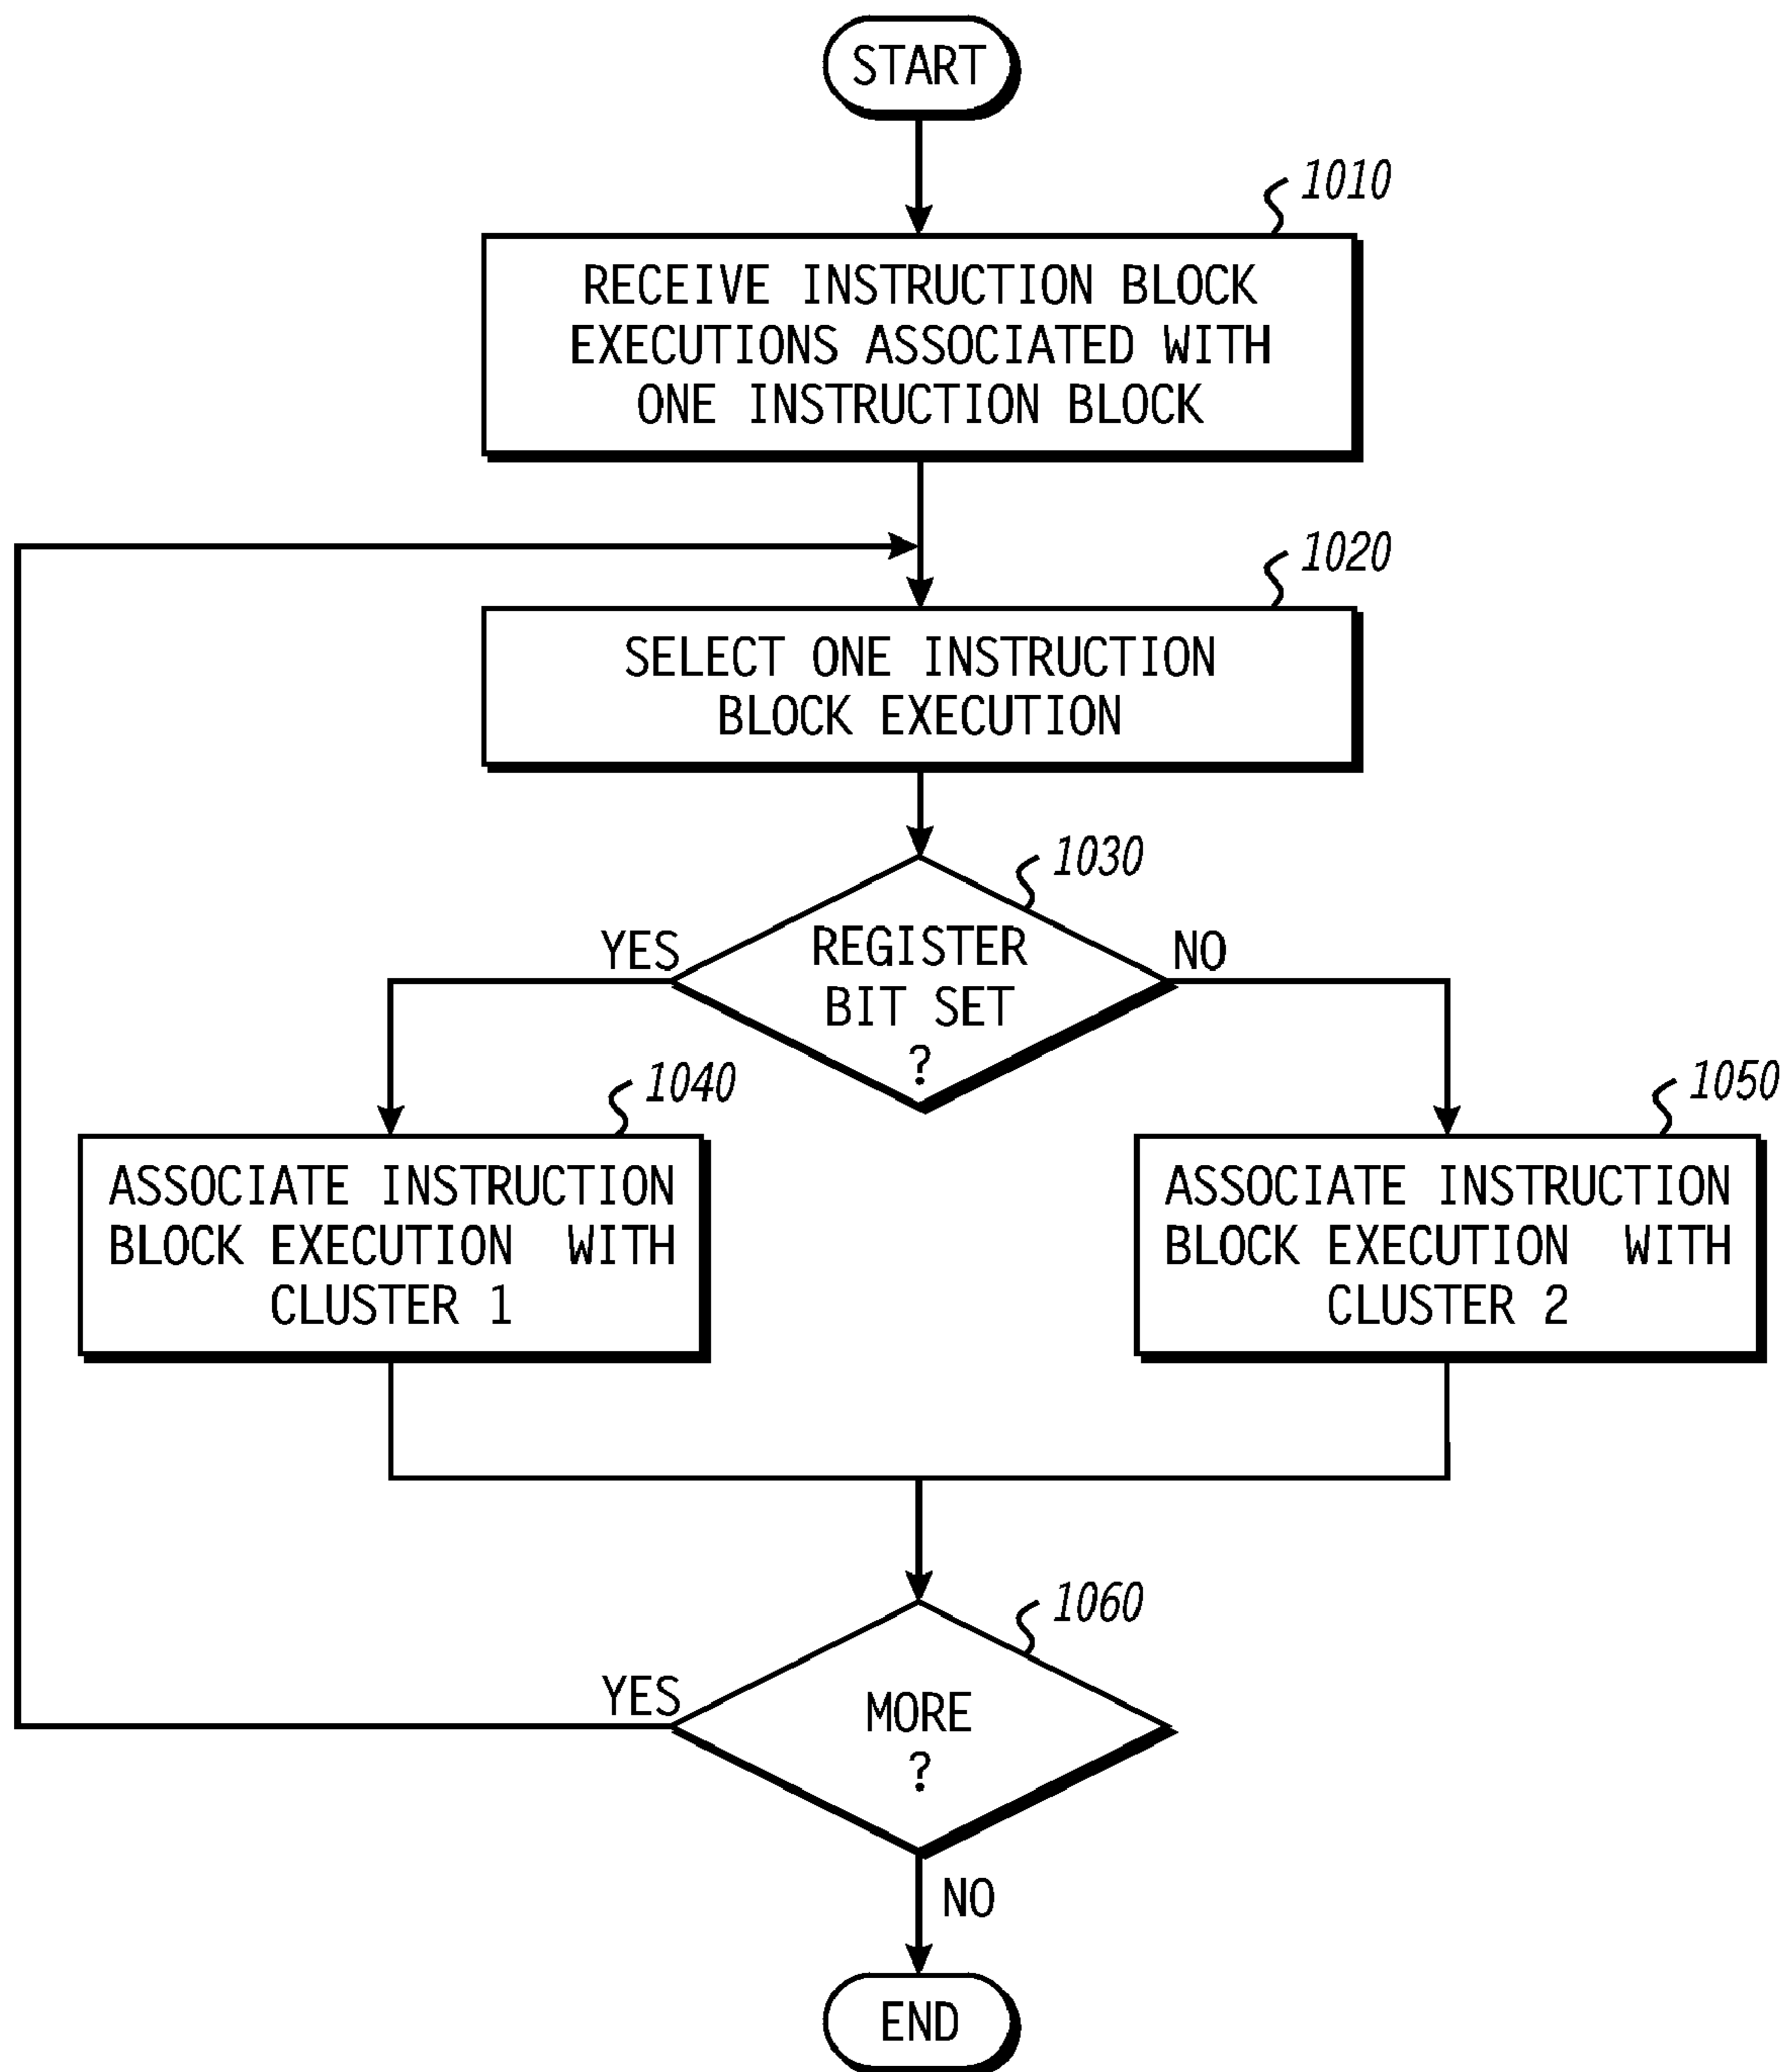 START
1010
RECEIVE INSTRUCTION BLOCK
EXECUTIONS ASSOCIATED WITH
ONE INSTRUCTION BLOCK
1020
SELECT ONE INSTRUCTION
BLOCK EXECUTION
1030
YES
REGISTER
BIT SET
?
NO
1040
ASSOCIATE INSTRUCTION
BLOCK EXECUTION WITH
CLUSTER 1
1050
ASSOCIATE INSTRUCTION
BLOCK EXECUTION WITH
CLUSTER 2
1060
YES
MORE
?
NO
END